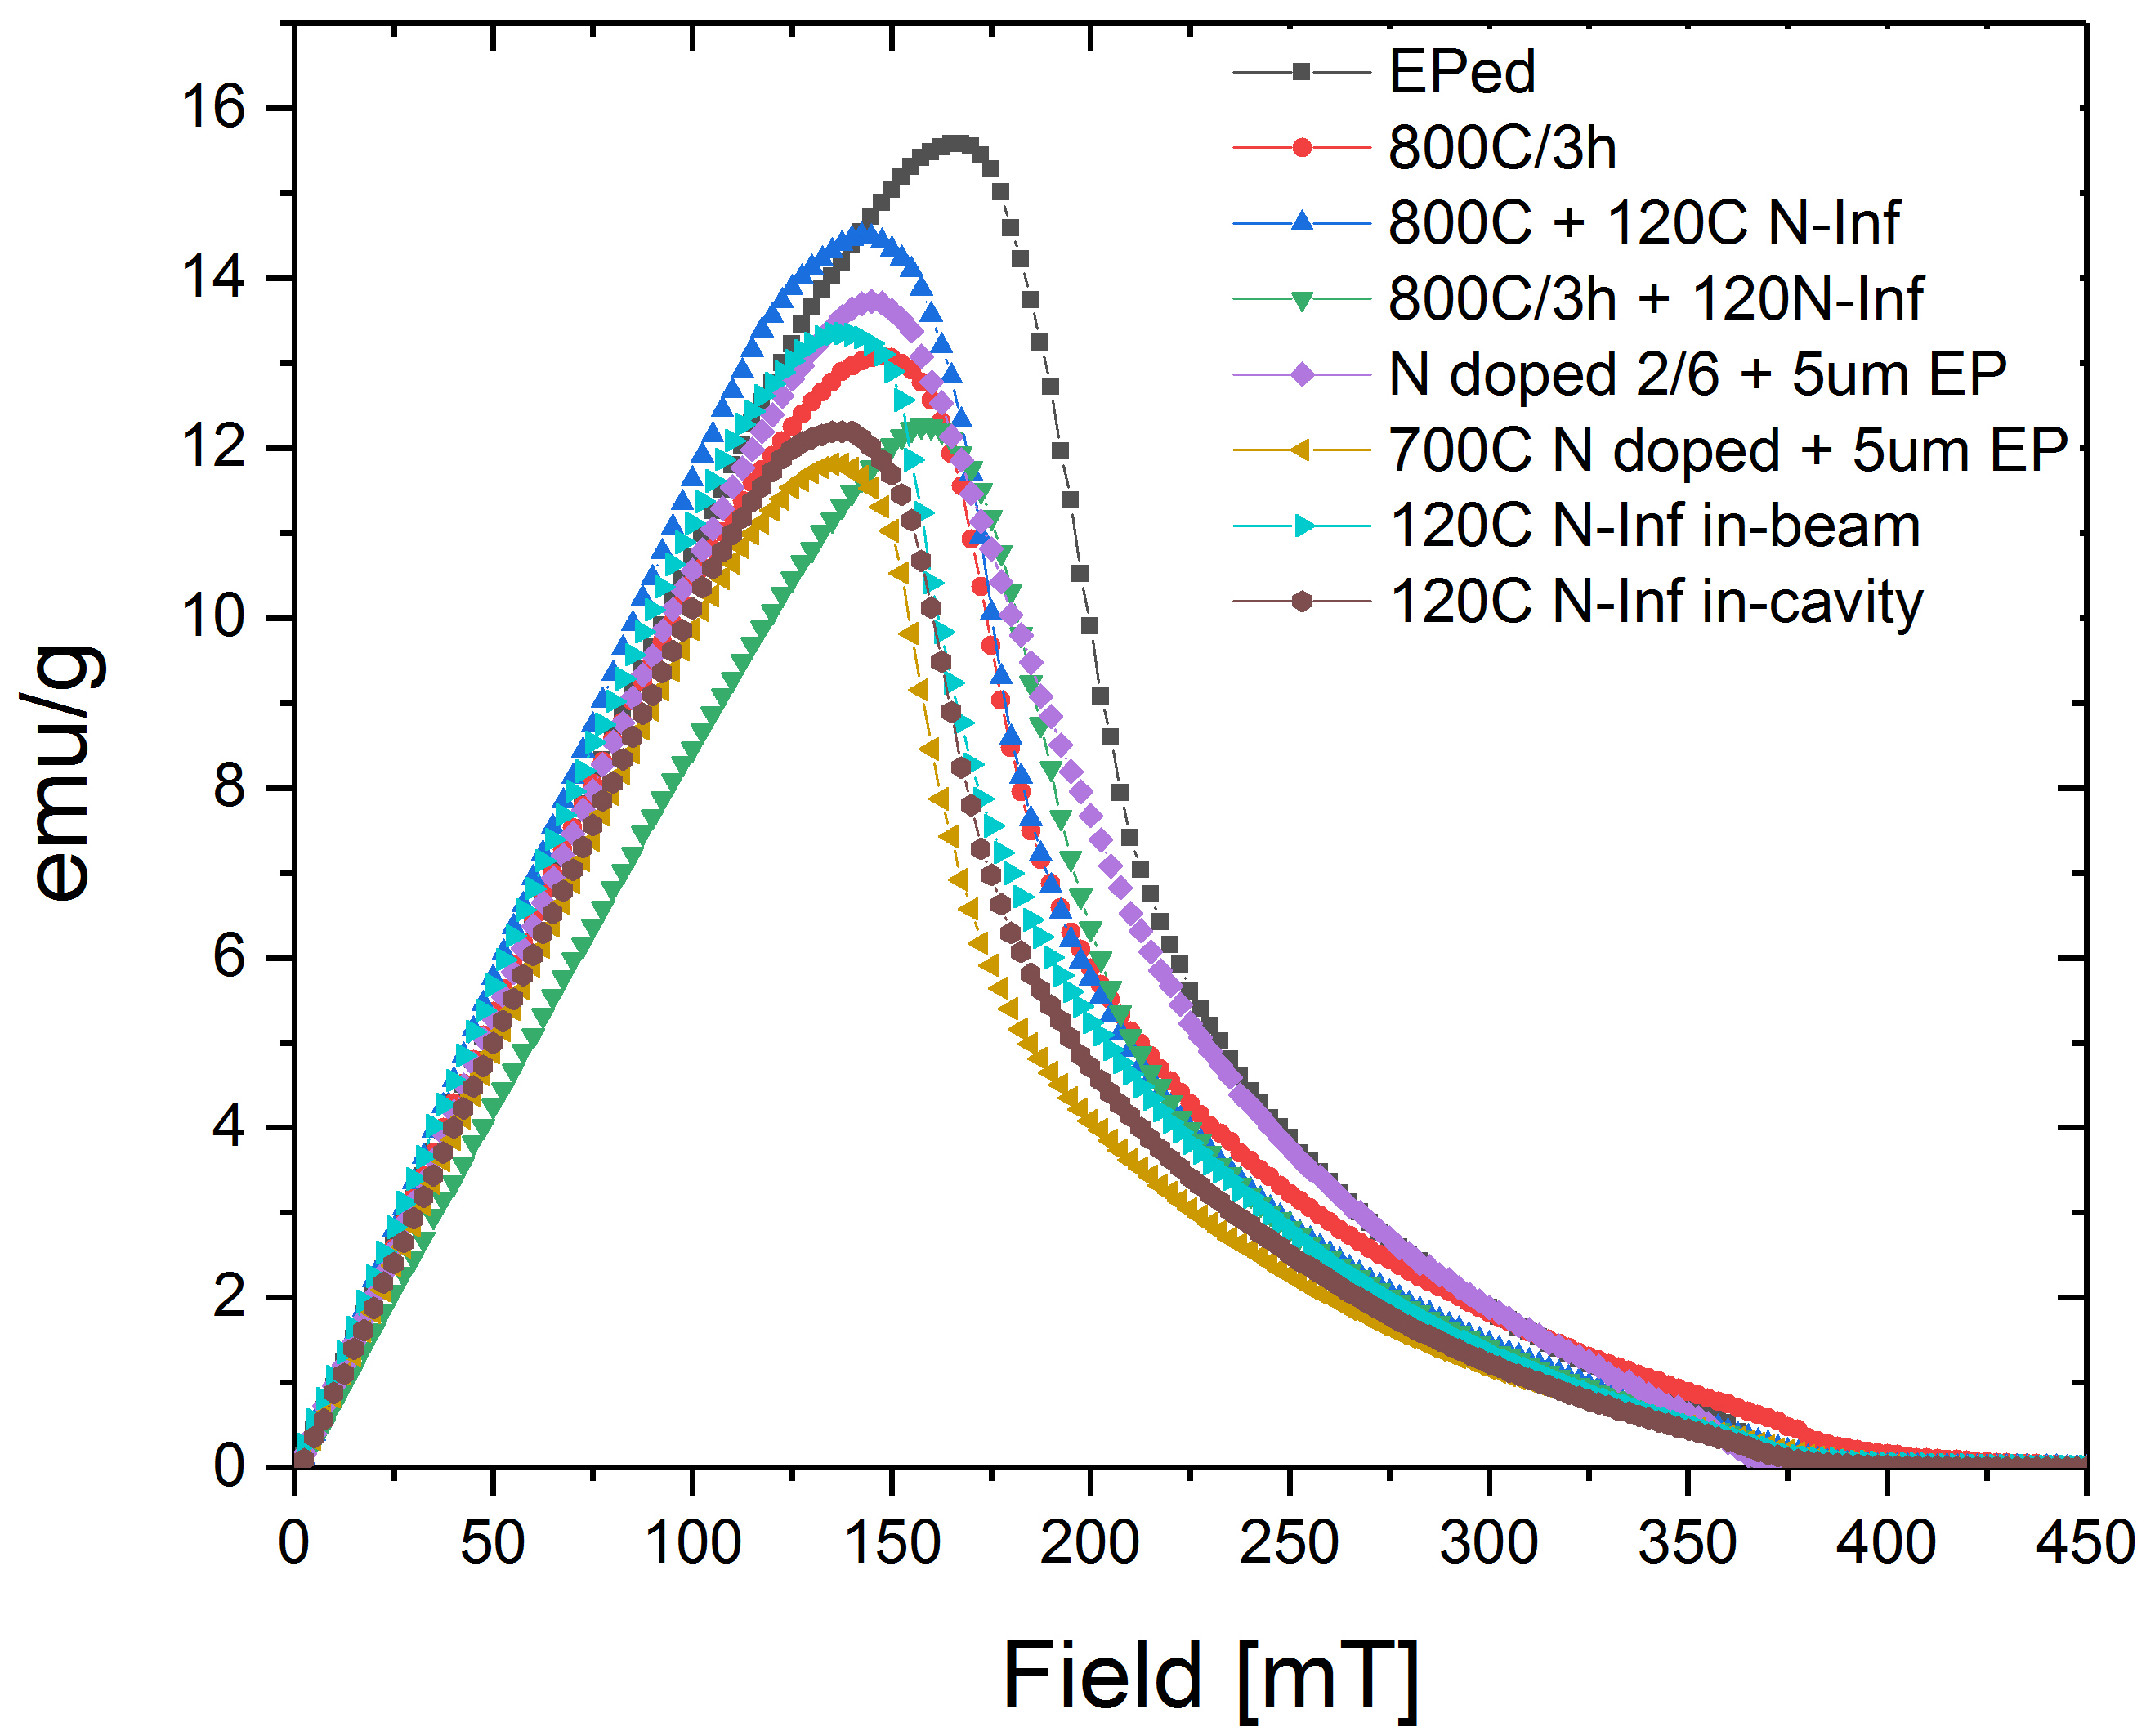 EPed
800C/3h
800C + 120C N-Inf
800C/3h + 120N-Inf
N doped 2/6 + 5um EP
700C N doped + 5um EP
120C N-Inf in-beam
120C N-Inf in-cavity
16
14
12
10
8
6
4
2
0
emu/g
0 50 100 150 200 250 300 350 400 450
Field [mT]